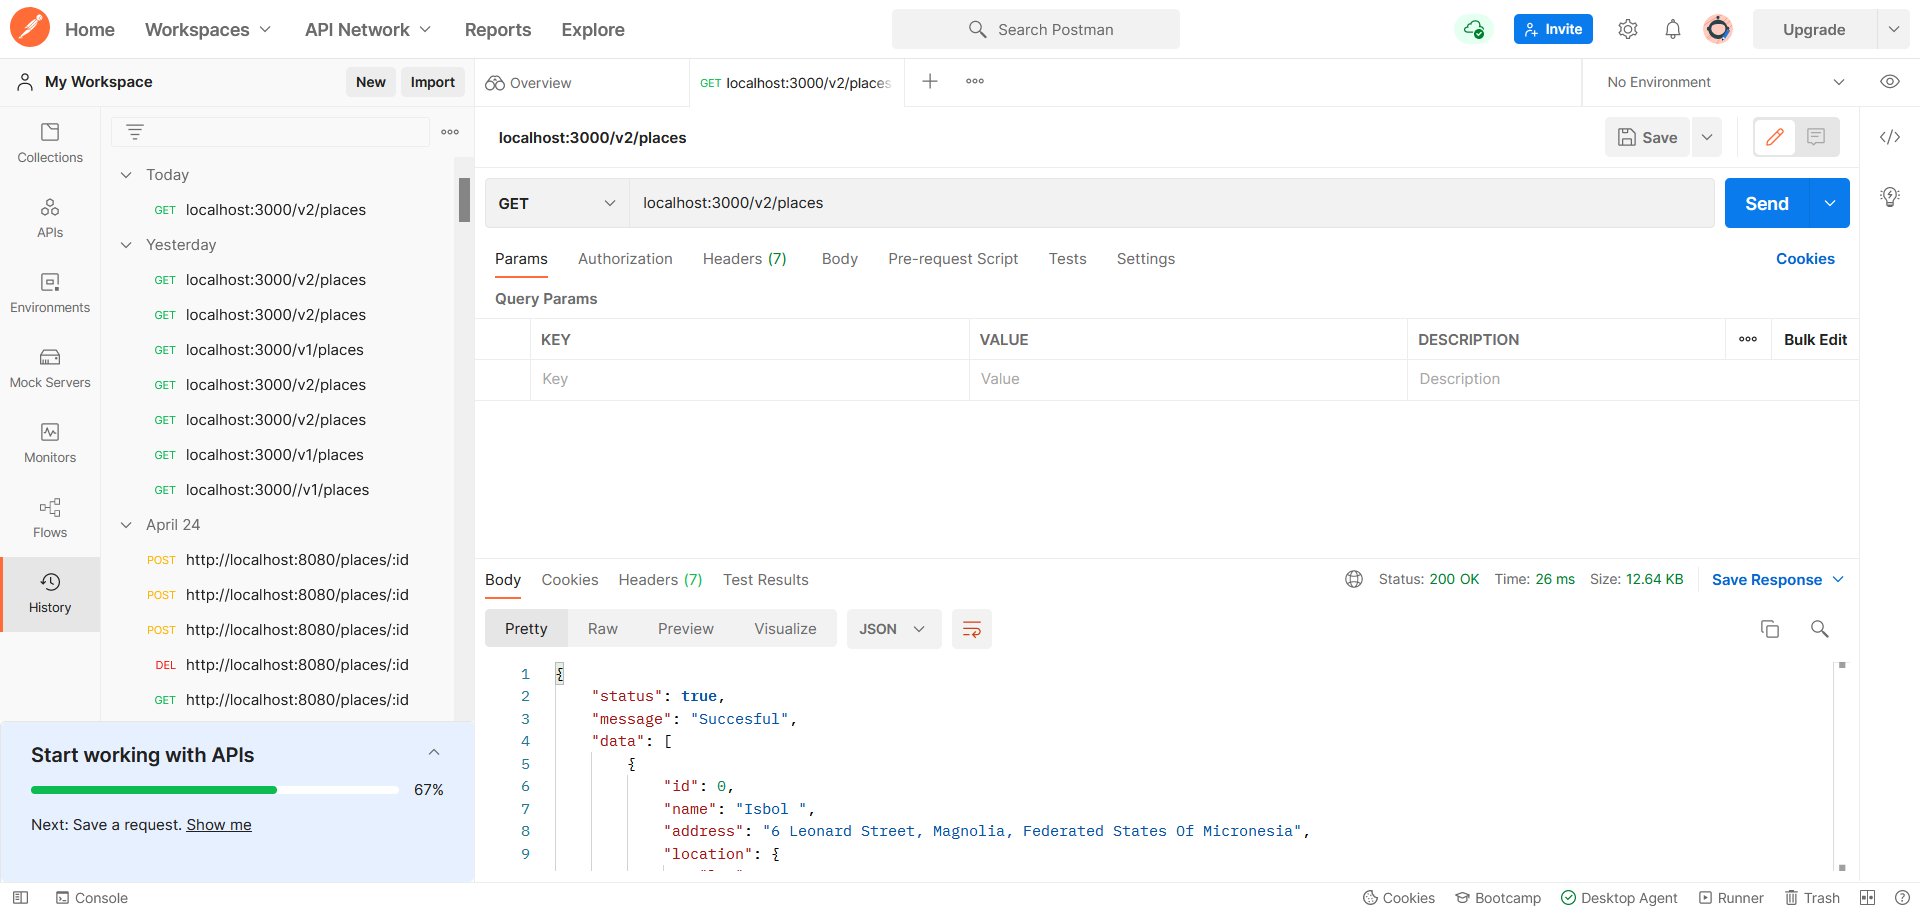 Home Workspaces API Network Reports Explore Search Postman Invite Upgrade
My Workspace New Import Overview GET localhost:3000/v2/places No Environment
Collections
APIs
Environments
Mock Servers
Monitors
Flows
History
Today
GET localhost:3000/v2/places
Yesterday
GET localhost:3000/v2/places
GET localhost:3000/v2/places
GET localhost:3000/v1/places
GET localhost:3000/v2/places
GET localhost:3000/v2/places
GET localhost:3000/v1/places
GET localhost:3000//v1/places
April 24
POST http://localhost:8080/places/:id
POST http://localhost:8080/places/:id
POST http://localhost:8080/places/:id
DEL http://localhost:8080/places/:id
GET http://localhost:8080/places/:id
Start working with APIs
67%
Next: Save a request. Show me
localhost:3000/v2/places Save
GET localhost:3000/v2/places Send
Params Authorization Headers (7) Body Pre-request Script Tests Settings Cookies
Query Params
KEY VALUE DESCRIPTION Bulk Edit
Key Value Description
Body Cookies Headers (7) Test Results Status: 200 OK Time: 26 ms Size: 12.64 KB Save Response
Pretty Raw Preview Visualize JSON
1 {
2 "status": true,
3 "message": "Succesful",
4 "data": [
5 {
6 "id": 0,
7 "name": "Isbol ",
8 "address": "6 Leonard Street, Magnolia, Federated States Of Micronesia",
9 "location": {
Console Cookies Bootcamp Desktop Agent Runner Trash